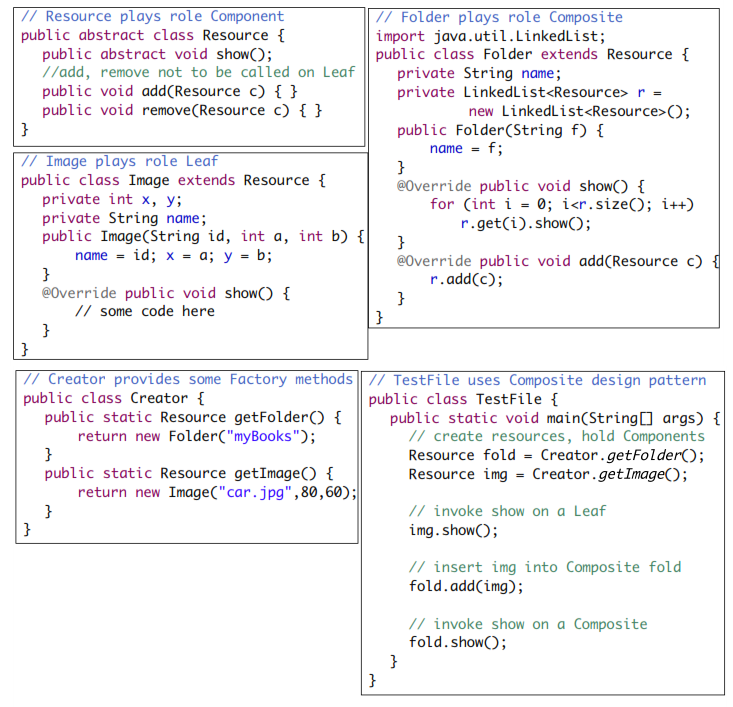 // Resource plays role Component
public abstract class Resource {
public abstract void show();
//add, remove not to be called on Leaf
public void add(Resource c) { }
public void remove(Resource c) { }
}
// Image plays role Leaf
public class Image extends Resource {
private int x, y;
private String name;
public Image(String id, int a, int b) {
name = id; x = a; y = b;
}
@Override public void show() {
// some code here
}
}
// Folder plays role Composite
import java.util.LinkedList;
public class Folder extends Resource {
private String name;
private LinkedList<Resource> r =
new LinkedList<Resource>();
public Folder(String f) {
name = f;
}
@Override public void show() {
for (int i = 0; i<r.size(); i++)
r.get(i).show();
}
@Override public void add(Resource c) {
r.add(c);
}
}
// Creator provides some Factory methods
public class Creator {
public static Resource getFolder() {
return new Folder("myBooks");
}
public static Resource getImage() {
return new Image("car.jpg",80,60);
}
}
// TestFile uses Composite design pattern
public class TestFile {
public static void main(String[] args) {
// create resources, hold Components
Resource fold = Creator.getFolder();
Resource img = Creator.getImage();
// invoke show on a Leaf
img.show();
// insert img into Composite fold
fold.add(img);
// invoke show on a Composite
fold.show();
}
}